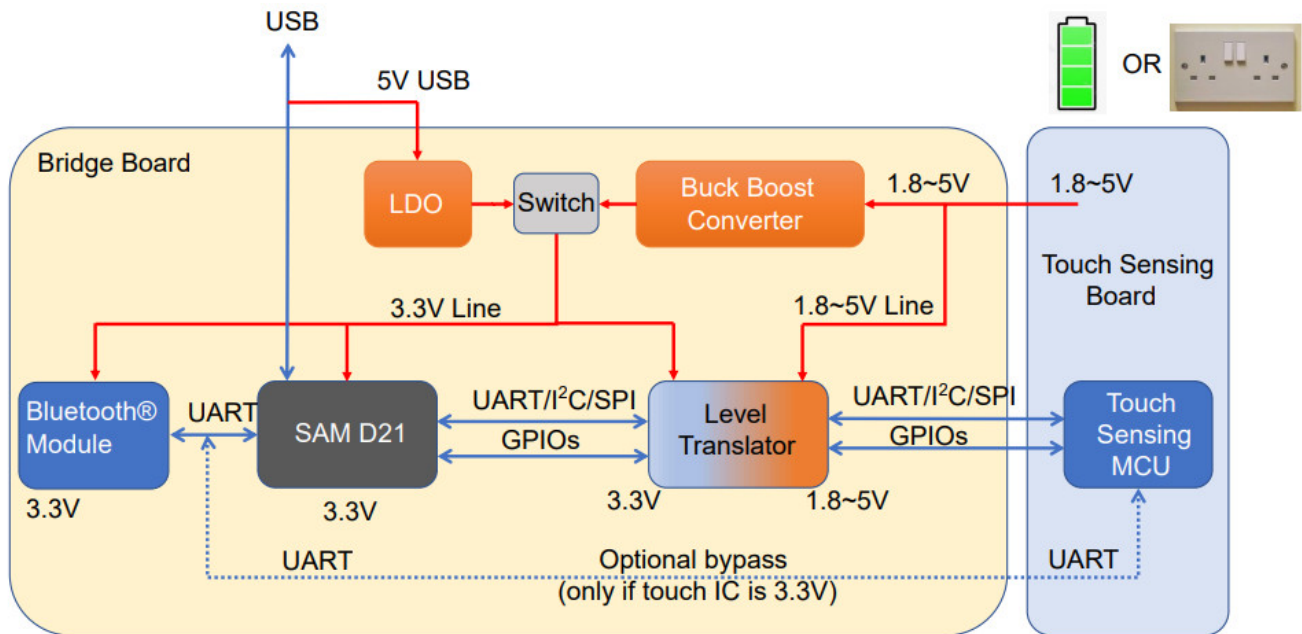 USB
OR
5V USB
Bridge Board
LDO
Switch
Buck Boost
Converter
1.8~5V
1.8~5V
Touch Sensing
Board
3.3V Line
1.8~5V Line
Bluetooth®
Module
UART
SAM D21
UART/I²C/SPI
GPIOs
Level
Translator
UART/I²C/SPI
GPIOs
Touch
Sensing
MCU
3.3V
3.3V
3.3V
1.8~5V
UART
Optional bypass
(only if touch IC is 3.3V)
UART